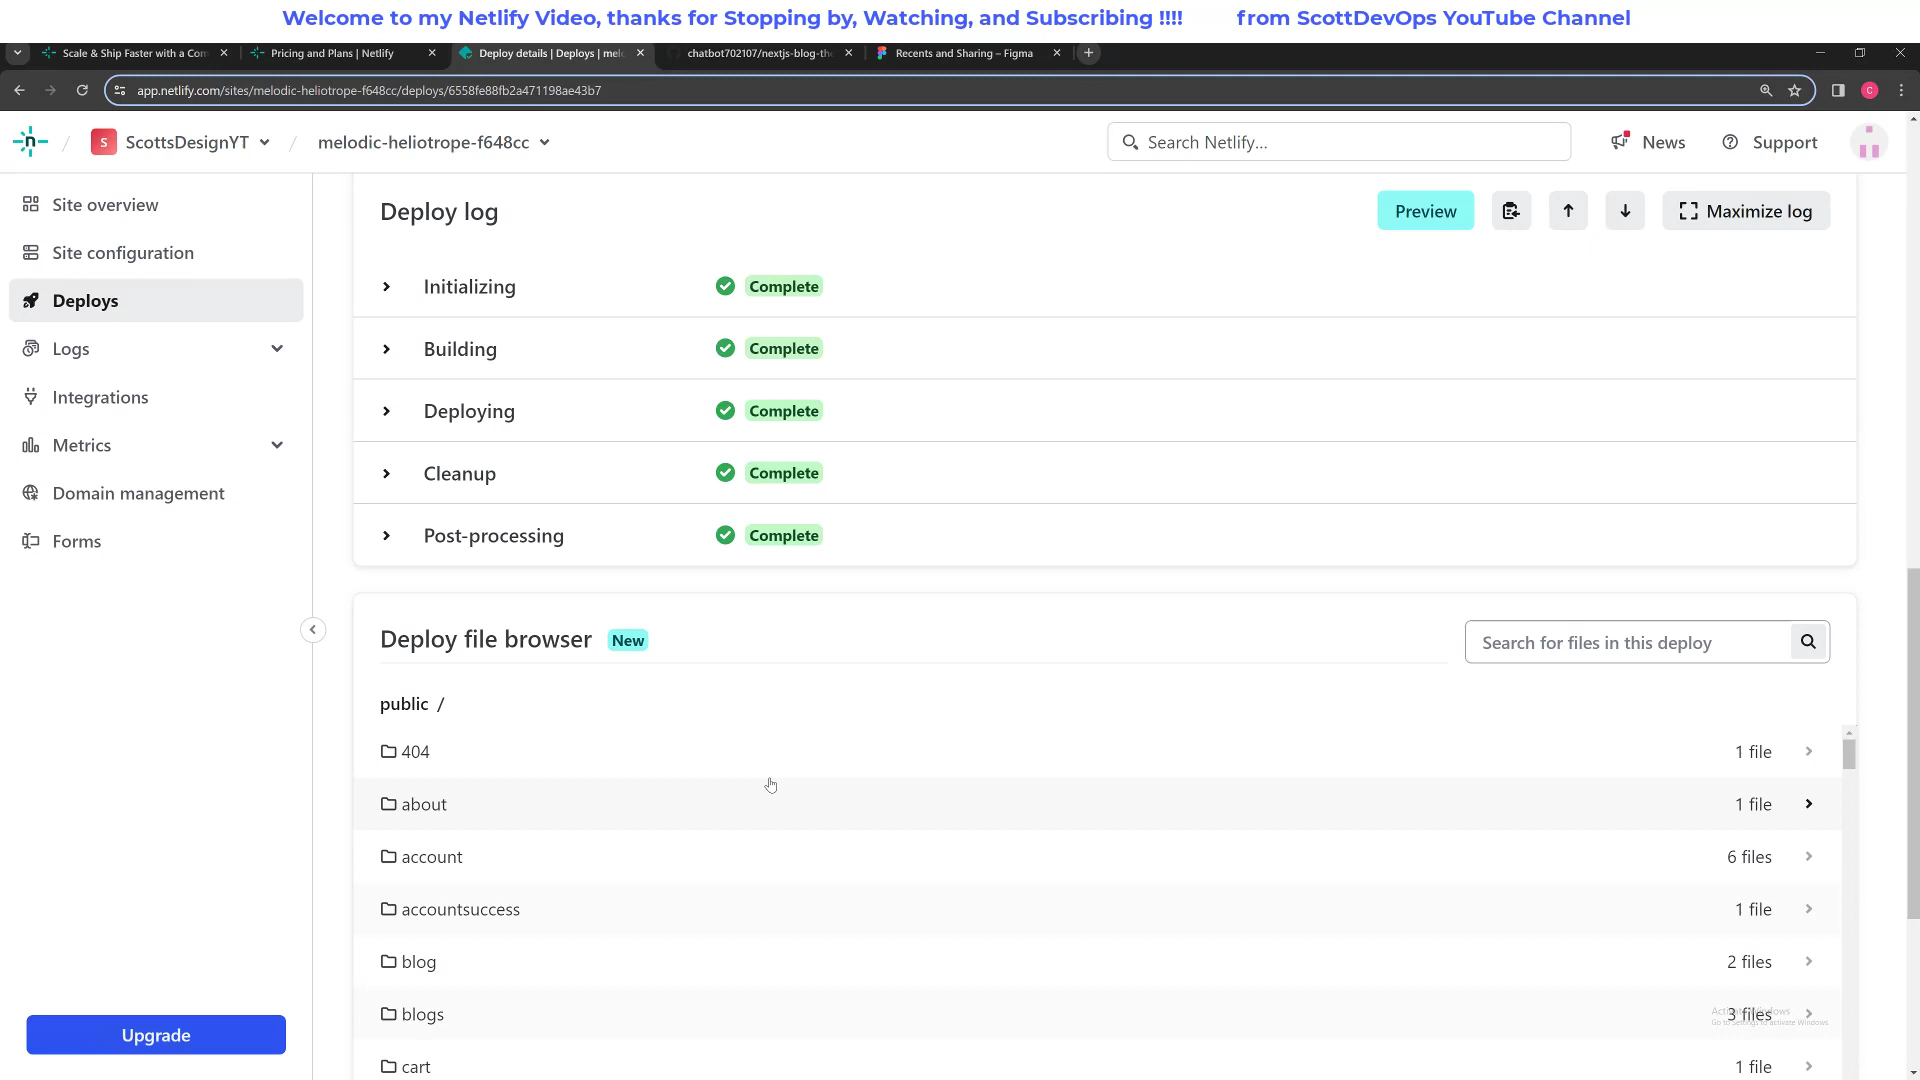 Welcome to my Netlify Video, thanks for Stopping by, Watching, and Subscribing !!!! from ScottDevOps YouTube Channel
Scale & Ship Faster with a Com
Pricing and Plans | Netlify
Deploy details | Deploys | melo
chatbot702107/nextjs-blog-the
Recents and Sharing – Figma
app.netlify.com/sites/melodic-heliotrope-f648cc/deploys/6558fe88fb2a471198ae43b7
C
n / S ScottsDesignYT / melodic-heliotrope-f648cc
Search Netlify...
News
Support
Site overview
Site configuration
Deploys
Logs
Integrations
Metrics
Domain management
Forms
Upgrade
Deploy log
Preview
Maximize log
Initializing Complete
Building Complete
Deploying Complete
Cleanup Complete
Post-processing Complete
Deploy file browser New
Search for files in this deploy
public /
404 1 file
about 1 file
account 6 files
accountsuccess 1 file
blog 2 files
blogs 3 files
cart 1 file
Activate Windows
Go to Settings to activate Windows.